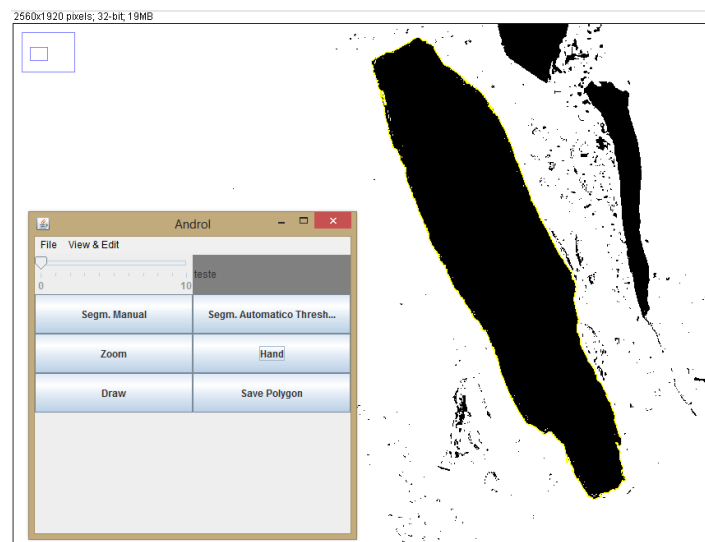 2560x1920 pixels; 32-bit; 19MB
Androl
File View & Edit
teste
0 10
Segm. Manual Segm. Automatico Thresh...
Zoom Hand
Draw Save Polygon